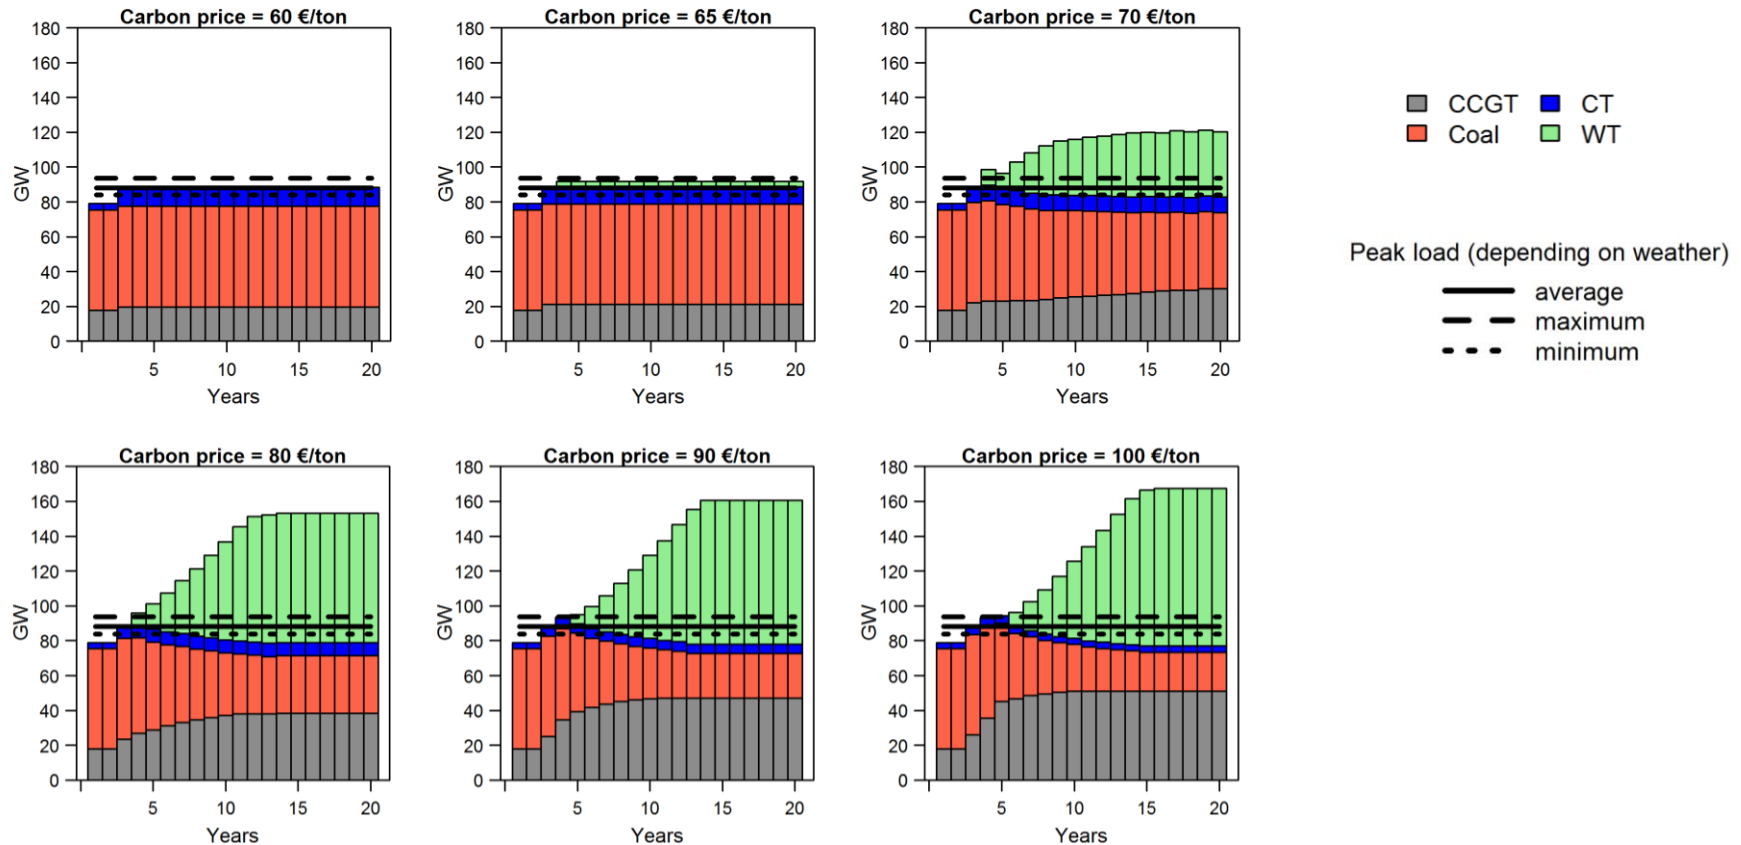 Carbon price = 60 €/ton
180
160
140
120
100
80
60
40
20
0
GW
5 10 15 20
Years
Carbon price = 65 €/ton
180
160
140
120
100
80
60
40
20
0
GW
5 10 15 20
Years
Carbon price = 70 €/ton
180
160
140
120
100
80
60
40
20
0
GW
5 10 15 20
Years
CCGT CT
Coal WT
Peak load (depending on weather)
average
maximum
minimum
Carbon price = 80 €/ton
180
160
140
120
100
80
60
40
20
0
GW
5 10 15 20
Years
Carbon price = 90 €/ton
180
160
140
120
100
80
60
40
20
0
GW
5 10 15 20
Years
Carbon price = 100 €/ton
180
160
140
120
100
80
60
40
20
0
GW
5 10 15 20
Years